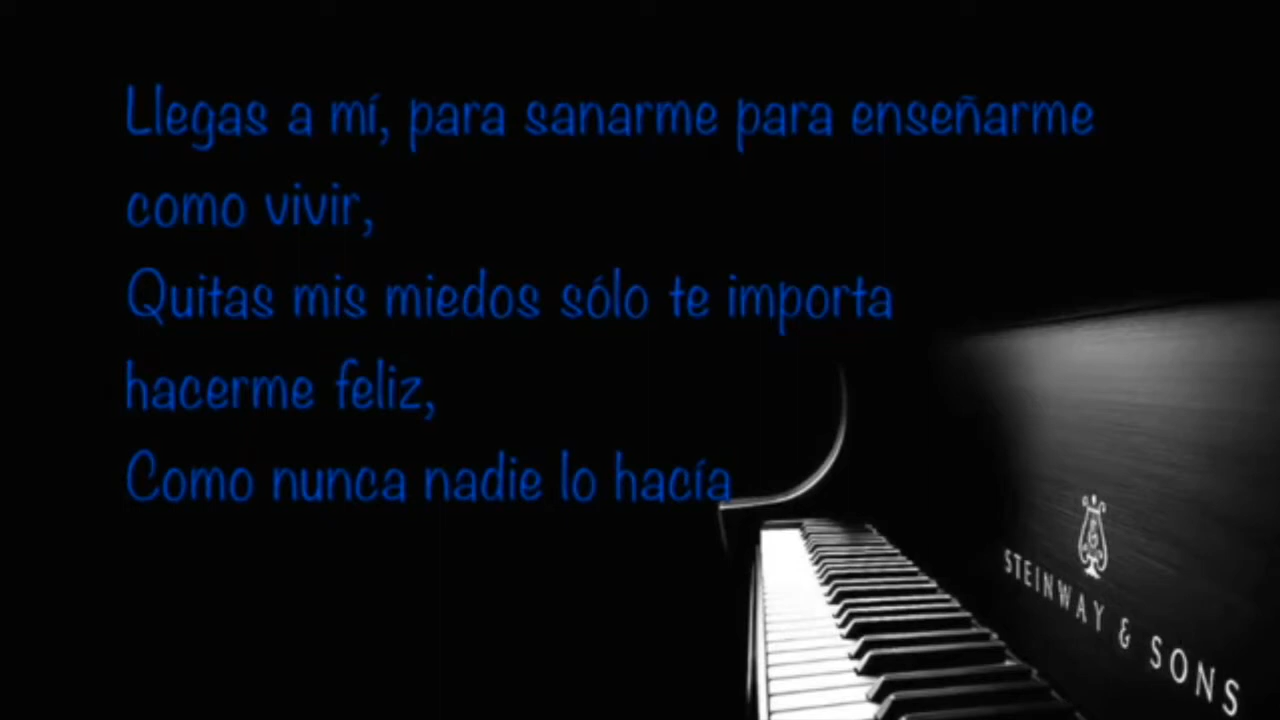 Llegas a mí, para sanarme para enseñarme
como vivir,
Quitas mis miedos sólo te importa
hacerme feliz,
Como nunca nadie lo hacía
STEINWAY & SONS